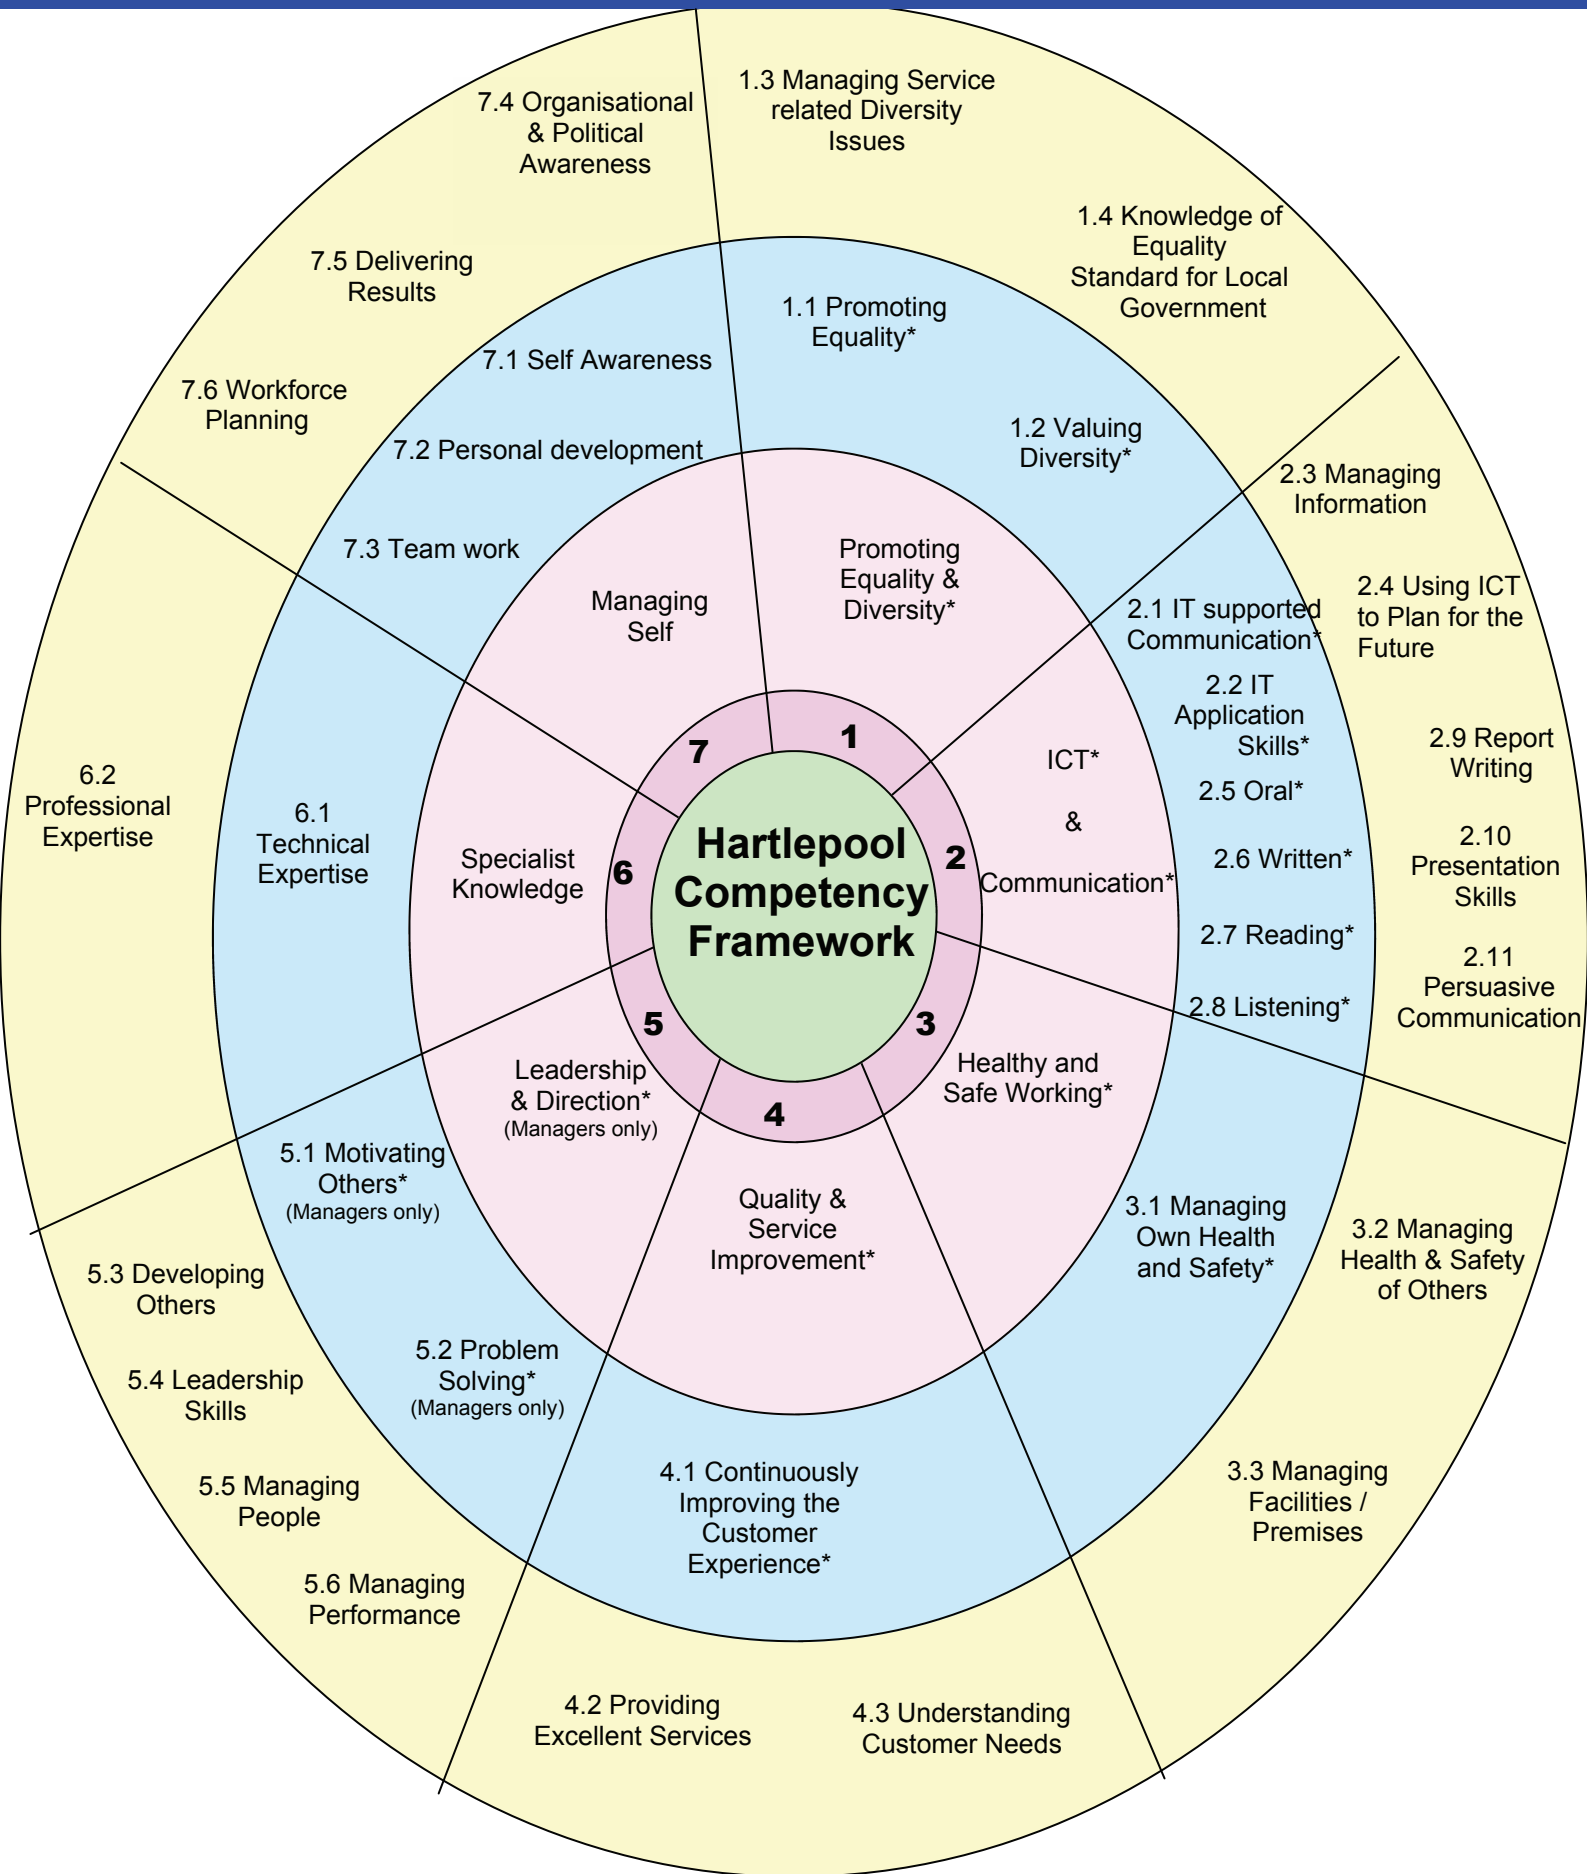 Hartlepool
Competency
Framework
1
2
3
4
5
6
7
Promoting
Equality &
Diversity*
1.1 Promoting
Equality*
1.2 Valuing
Diversity*
1.3 Managing Service
related Diversity
Issues
1.4 Knowledge of
Equality
Standard for Local
Government
ICT*
&
Communication*
2.1 IT supported
Communication*
2.2 IT
Application
Skills*
2.5 Oral*
2.6 Written*
2.7 Reading*
2.8 Listening*
2.3 Managing
Information
2.4 Using ICT
to Plan for the
Future
2.9 Report
Writing
2.10
Presentation
Skills
2.11
Persuasive
Communication
Healthy and
Safe Working*
3.1 Managing
Own Health
and Safety*
3.2 Managing
Health & Safety
of Others
3.3 Managing
Facilities /
Premises
Quality &
Service
Improvement*
4.1 Continuously
Improving the
Customer
Experience*
4.2 Providing
Excellent Services
4.3 Understanding
Customer Needs
Leadership
& Direction*
(Managers only)
5.1 Motivating
Others*
(Managers only)
5.2 Problem
Solving*
(Managers only)
5.3 Developing
Others
5.4 Leadership
Skills
5.5 Managing
People
5.6 Managing
Performance
Specialist
Knowledge
6.1
Technical
Expertise
6.2
Professional
Expertise
Managing
Self
7.1 Self Awareness
7.2 Personal development
7.3 Team work
7.4 Organisational
& Political
Awareness
7.5 Delivering
Results
7.6 Workforce
Planning